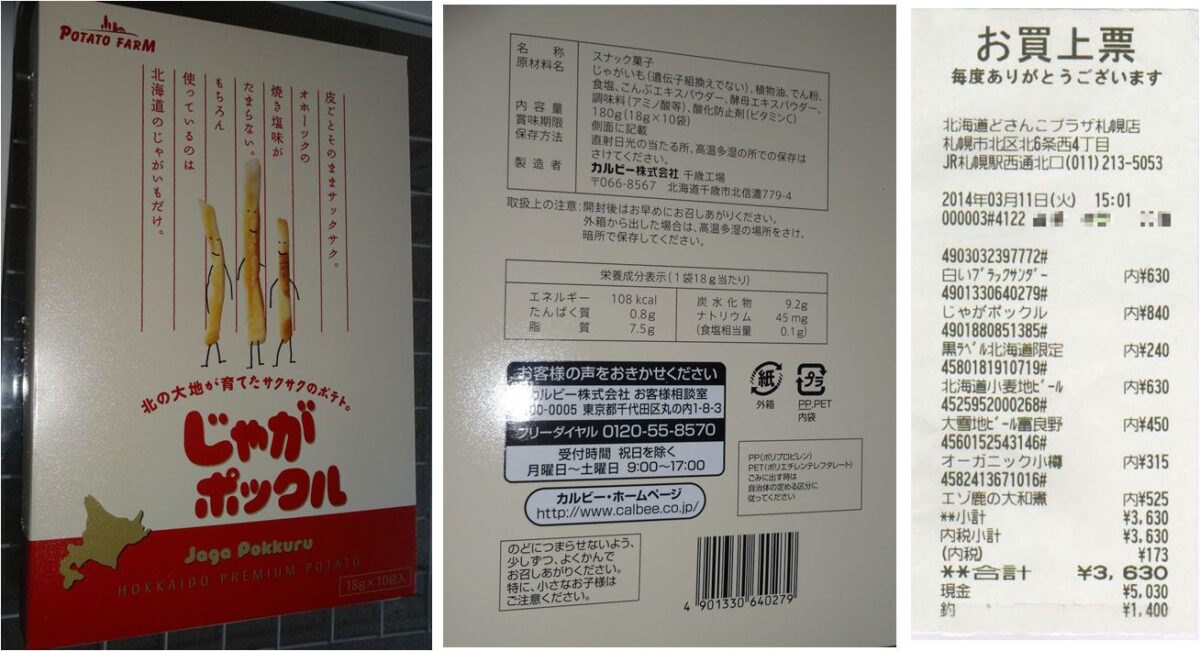 POTATO FARM
皮ごとそのままサックサク。
オホーツクの
焼き塩味が
たまらない。
もちろん
使っているのは
北海道のじゃがいもだけ。
北の大地が育てたサクサクのポテト。
じゃが
ポックル
Jaga Pokkuru
HOKKAIDO PREMIUM POTATO
18g×10袋入
名称 スナック菓子
原材料名 じゃがいも(遺伝子組換えでない)、植物油、でん粉、
食塩、こんぶエキスパウダー、酵母エキスパウダー、
調味料(アミノ酸等)、酸化防止剤(ビタミンC)
内容量 180g(18g×10袋)
賞味期限 側面に記載
保存方法 直射日光の当たる所、高温多湿の所での保存は
さけてください。
製造者 カルビー株式会社 千歳工場
〒066-8567 北海道千歳市北信濃779-4
取扱上の注意:開封後はお早めにお召しあがりください。
外箱から出した場合は、高温多湿の場所をさけ、
暗所で保存してください。
栄養成分表示(1袋18g当たり)
エネルギー 108 kcal 炭水化物 9.2g
たんぱく質 0.8g ナトリウム 45 mg
脂質 7.5g (食塩相当量 0.1g)
お客様の声をおきかせください
カルビー株式会社 お客様相談室
100-0005 東京都千代田区丸の内1-8-3
フリーダイヤル 0120-55-8570
受付時間 祝日を除く
月曜日~土曜日 9:00~17:00
カルビー・ホームページ
http://www.calbee.co.jp/
紙
外箱
プラ
PP,PET
内袋
PP(ポリプロピレン)
PET(ポリエチレンテレフタレート)
ごみに出す時は
自治体の定める区分に
従ってください
のどにつまらせないよう、
少しずつ、よくかんで
お召しあがりください。
特に、小さなお子様は
ご注意ください。
4 901330 640279
お買上票
毎度ありがとうございます
北海道どさんこプラザ札幌店
札幌市北区北6条西4丁目
JR札幌駅西通北口(011)213-5053
2014年03月11日(火) 15:01
000003#4122
4903032397772#
白いブラックサンダー 内¥630
4901330640279#
じゃがポックル 内¥840
4901880851385#
黒ラベル北海道限定 内¥240
4580181910719#
北海道小麦地ビール 内¥630
4525952000268#
大雪地ビール富良野 内¥450
4560152543146#
オーガニック小樽 内¥315
4582413671016#
エゾ鹿の大和煮 内¥525
**小計 ¥3,630
内税小計 ¥3,630
(内税) ¥173
**合計 ¥3,630
現金 ¥5,030
釣 ¥1,400